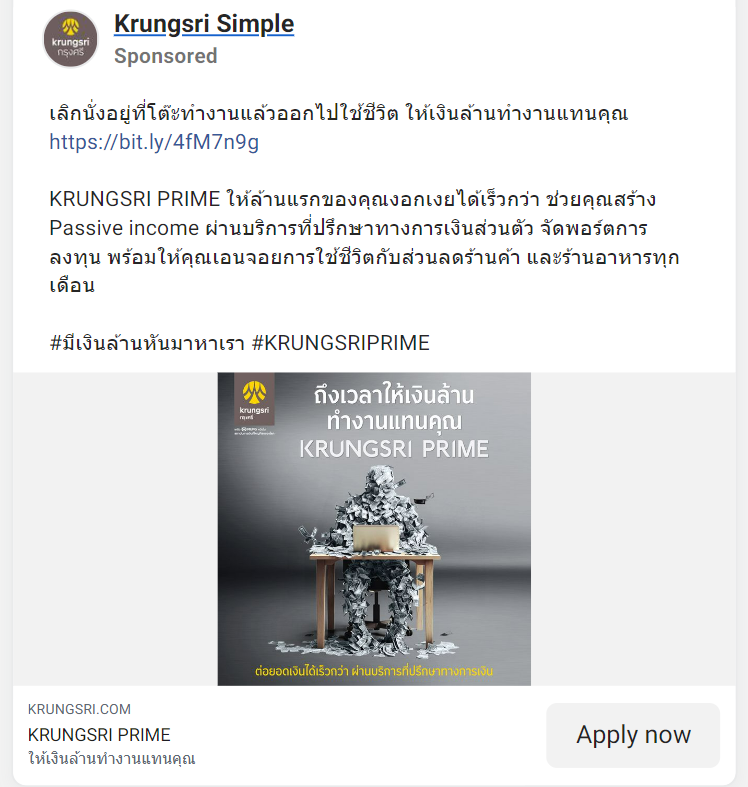 krungsri
กรุงศรี
Krungsri Simple
Sponsored
เลิกนั่งอยู่ที่โต๊ะทำงานแล้วออกไปใช้ชีวิต ให้เงินล้านทำงานแทนคุณ
https://bit.ly/4fM7n9g
KRUNGSRI PRIME ให้ล้านแรกของคุณงอกเงยได้เร็วกว่า ช่วยคุณสร้าง
Passive income ผ่านบริการที่ปรึกษาทางการเงินส่วนตัว จัดพอร์ตการ
ลงทุน พร้อมให้คุณเอนจอยการใช้ชีวิตกับส่วนลดร้านค้า และร้านอาหารทุก
เดือน
#มีเงินล้านหันมาหาเรา #KRUNGSRIPRIME
krungsri
กรุงศรี
ถึงเวลาให้เงินล้าน
ทำงานแทนคุณ
KRUNGSRI PRIME
ต่อยอดเงินได้เร็วกว่า ผ่านบริการที่ปรึกษาทางการเงิน
KRUNGSRI.COM
KRUNGSRI PRIME
ให้เงินล้านทำงานแทนคุณ
Apply now